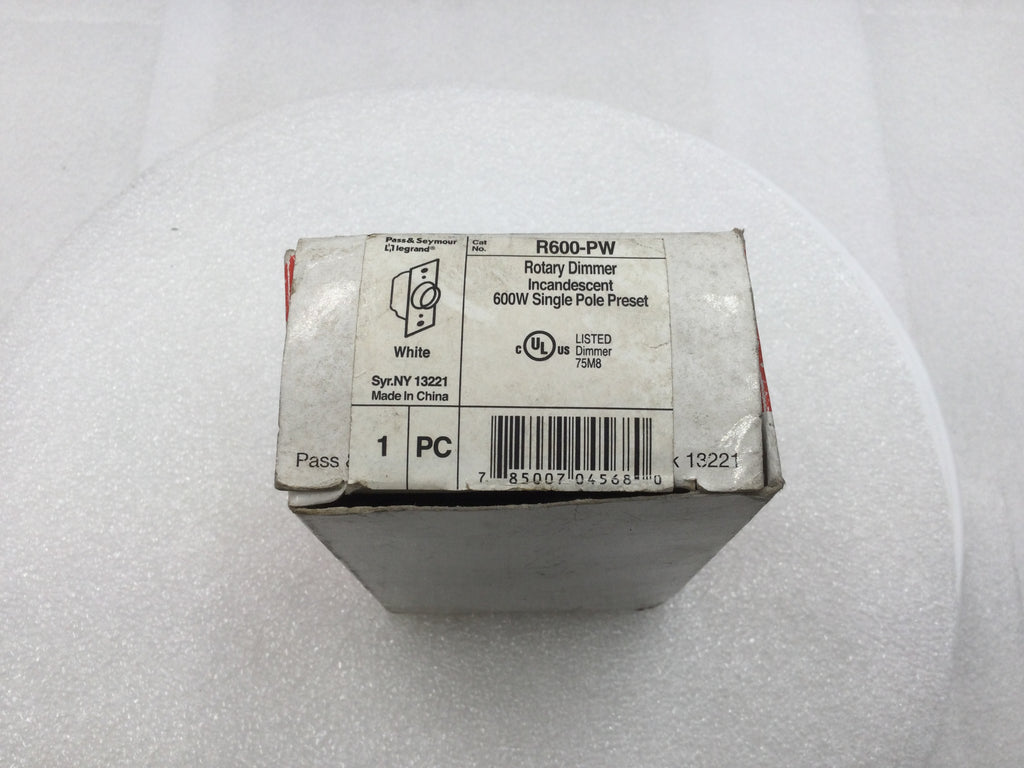 Pass & Seymour
legrand®
Cat
No.
R600-PW
Rotary Dimmer
Incandescent
600W Single Pole Preset
White
C UL US
LISTED
Dimmer
75M8
Syr.NY 13221
Made In China
1 PC
7 85007 04568 0
Pass &
k 13221